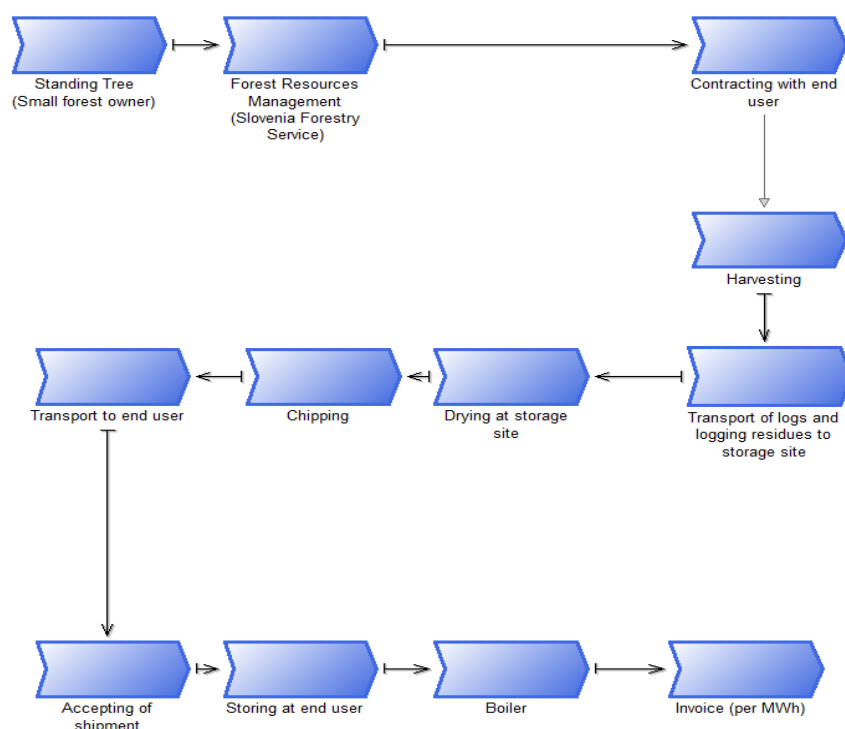 Standing Tree
(Small forest owner)
Forest Resources
Management
(Slovenia Forestry
Service)
Contracting with end
user
Harvesting
Transport to end user
Chipping
Drying at storage
site
Transport of logs and
logging residues to
storage site
Accepting of
shipment
Storing at end user
Boiler
Invoice (per MWh)